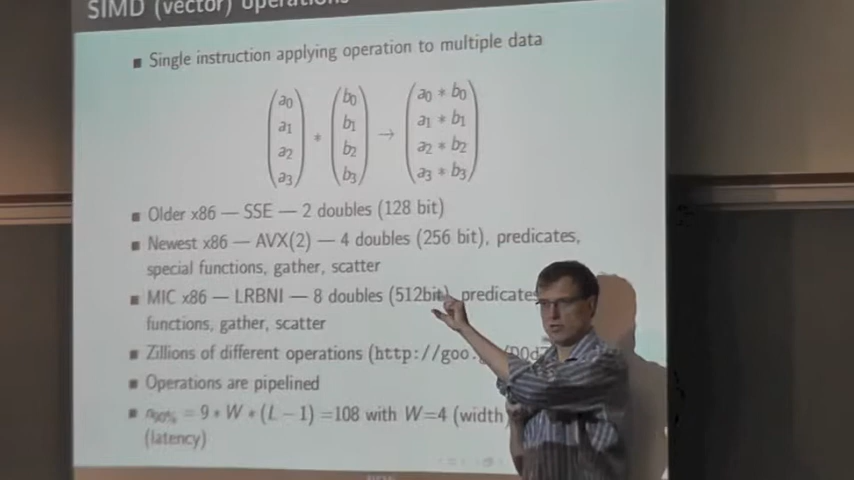 SIMD (vector) operations
■ Single instruction applying operation to multiple data
(a0 a1 a2 a3) * (b0 b1 b2 b3) → (a0 * b0 a1 * b1 a2 * b2 a3 * b3)
■ Older x86 — SSE — 2 doubles (128 bit)
■ Newest x86 — AVX(2) — 4 doubles (256 bit), predicates,
special functions, gather, scatter
■ MIC x86 — LRBNI — 8 doubles (512bit), predicates
functions, gather, scatter
■ Zillions of different operations (http://goo.
■ Operations are pipelined
■ n90% = 9 * W * (L − 1) =108 with W=4 (width)
(latency)